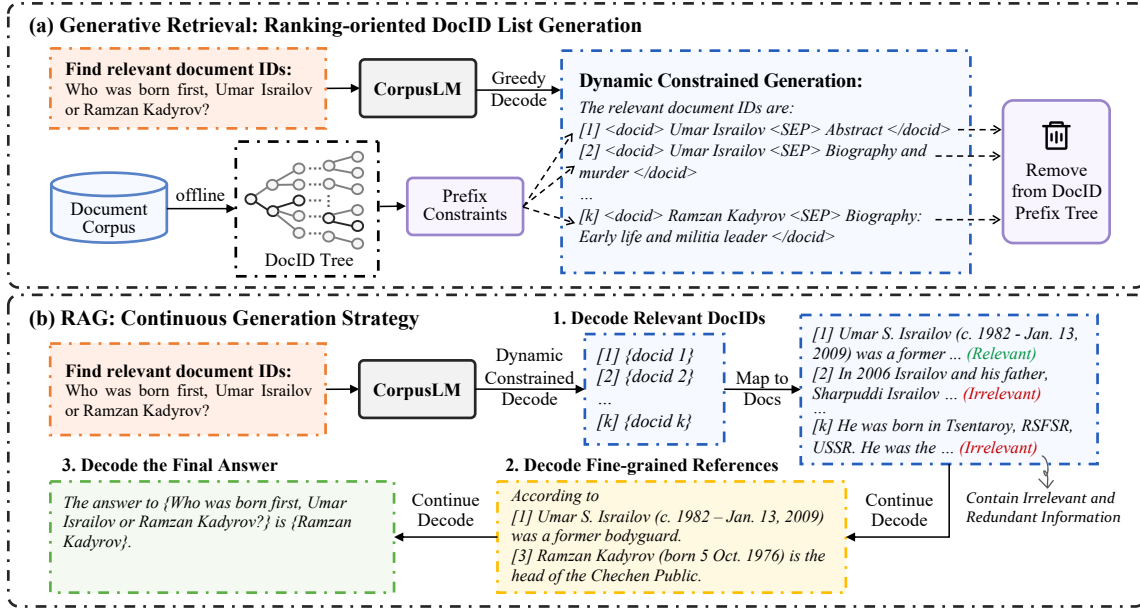 (a) Generative Retrieval: Ranking-oriented DocID List Generation
Find relevant document IDs:
Who was born first, Umar Israilov
or Ramzan Kadyrov?
CorpusLM
Greedy
Decode
Dynamic Constrained Generation:
The relevant document IDs are:
[1] <docid> Umar Israilov <SEP> Abstract </docid>
[2] <docid> Umar Israilov <SEP> Biography and
murder </docid>
...
[k] <docid> Ramzan Kadyrov <SEP> Biography:
Early life and militia leader </docid>
Remove
from DocID
Prefix Tree
Document
Corpus
offline
DocID Tree
Prefix
Constraints
(b) RAG: Continuous Generation Strategy
Find relevant document IDs:
Who was born first, Umar Israilov
or Ramzan Kadyrov?
CorpusLM
Dynamic
Constrained
Decode
1. Decode Relevant DocIDs
[1] {docid 1}
[2] {docid 2}
...
[k] {docid k}
Map to
Docs
[1] Umar S. Israilov (c. 1982 - Jan. 13,
2009) was a former ... (Relevant)
[2] In 2006 Israilov and his father,
Sharpuddi Israilov ... (Irrelevant)
...
[k] He was born in Tsentaroy, RSFSR,
USSR. He was the ... (Irrelevant)
Contain Irrelevant and
Redundant Information
Continue
Decode
2. Decode Fine-grained References
According to
[1] Umar S. Israilov (c. 1982 – Jan. 13, 2009)
was a former bodyguard.
[3] Ramzan Kadyrov (born 5 Oct. 1976) is the
head of the Chechen Public.
Continue
Decode
3. Decode the Final Answer
The answer to {Who was born first, Umar
Israilov or Ramzan Kadyrov?} is {Ramzan
Kadyrov}.